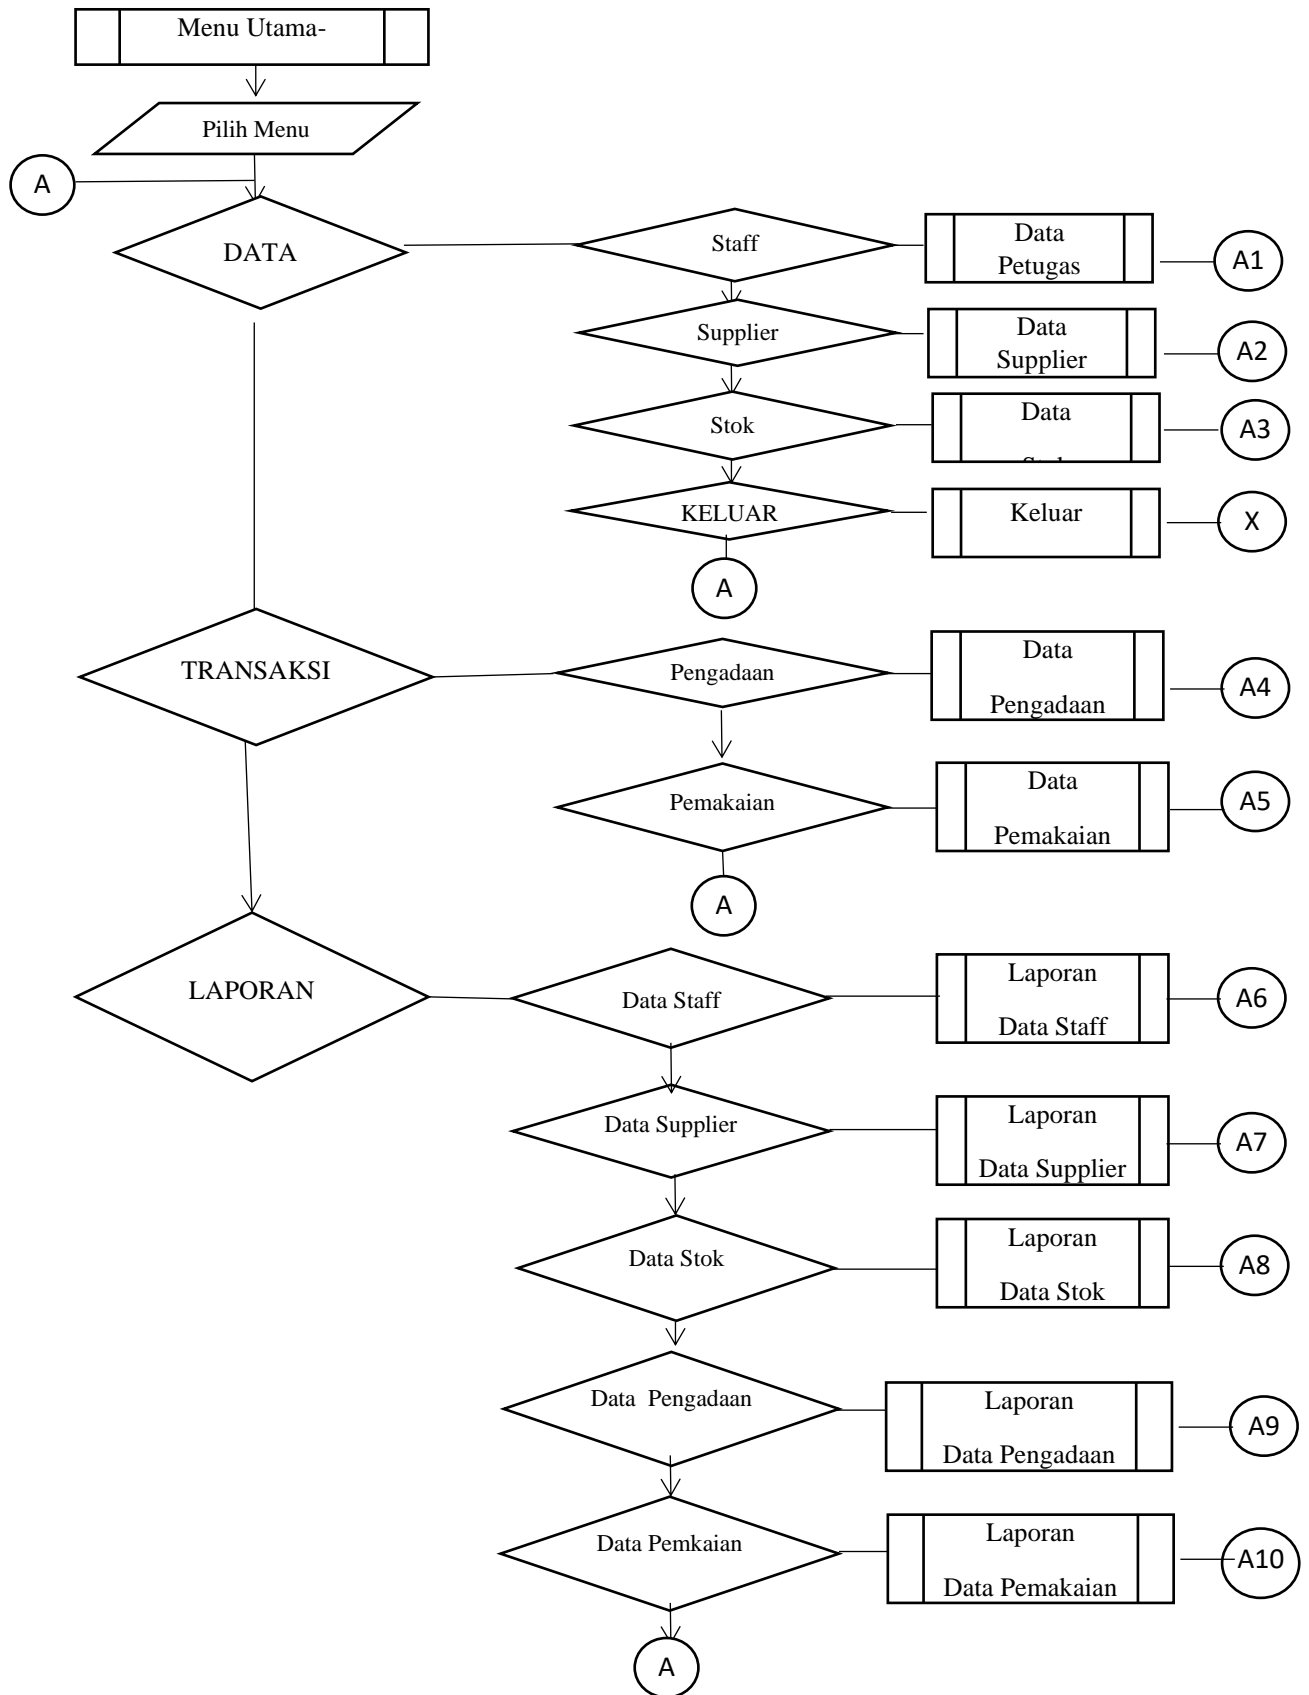 Menu Utama-
Pilih Menu
A
DATA
Staff
Data
Petugas
A1
Supplier
Data
Supplier
A2
Stok
Data
A3
KELUAR
Keluar
X
A
TRANSAKSI
Pengadaan
Data
Pengadaan
A4
Pemakaian
Data
Pemakaian
A5
A
LAPORAN
Data Staff
Laporan
Data Staff
A6
Data Supplier
Laporan
Data Supplier
A7
Data Stok
Laporan
Data Stok
A8
Data Pengadaan
Laporan
Data Pengadaan
A9
Data Pemkaian
Laporan
Data Pemakaian
A10
A